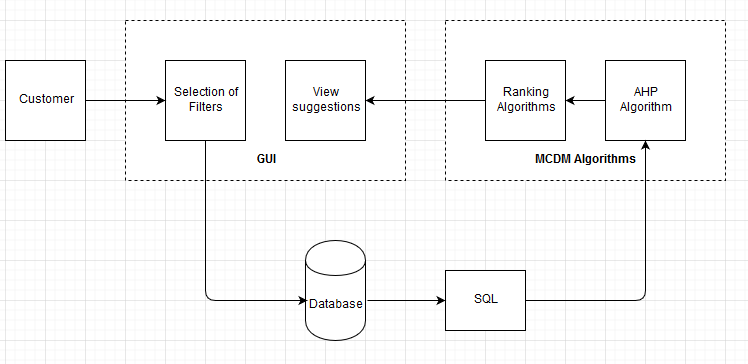 Customer
Selection of
Filters
View
suggestions
Ranking
Algorithms
AHP
Algorithm
GUI
MCDM Algorithms
Database
SQL